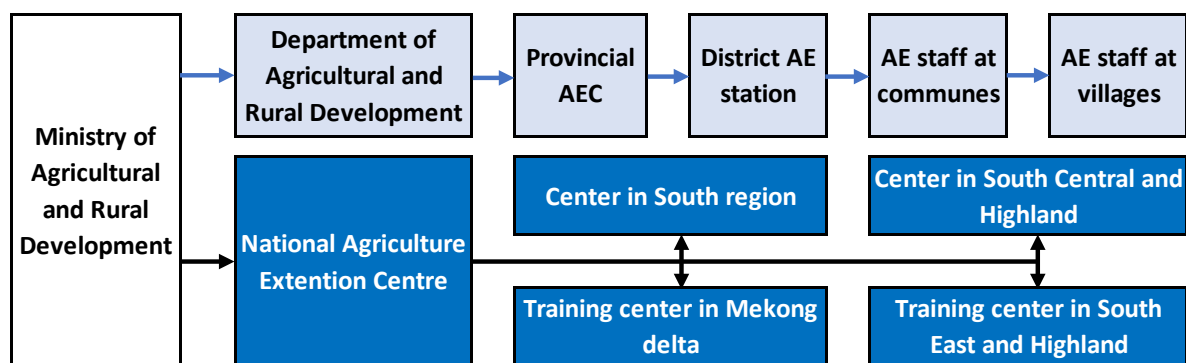 Ministry of
Agricultural
and Rural
Development
Department of
Agricultural and
Rural Development
Provincial
AEC
District AE
station
AE staff at
communes
AE staff at
villages
National Agriculture
Extention Centre
Center in South region
Center in South Central and
Highland
Training center in Mekong
delta
Training center in South
East and Highland